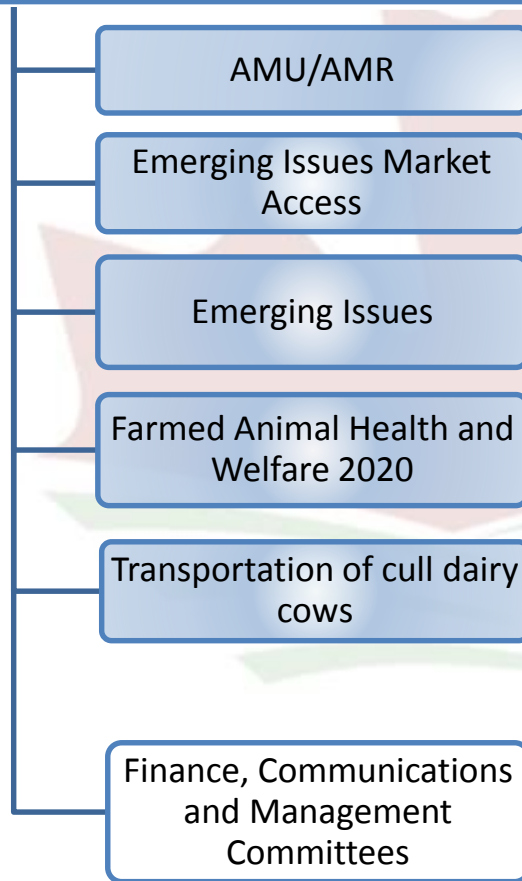 AMU/AMR
Emerging Issues Market
Access
Emerging Issues
Farmed Animal Health and
Welfare 2020
Transportation of cull dairy
cows
Finance, Communications
and Management
Committees